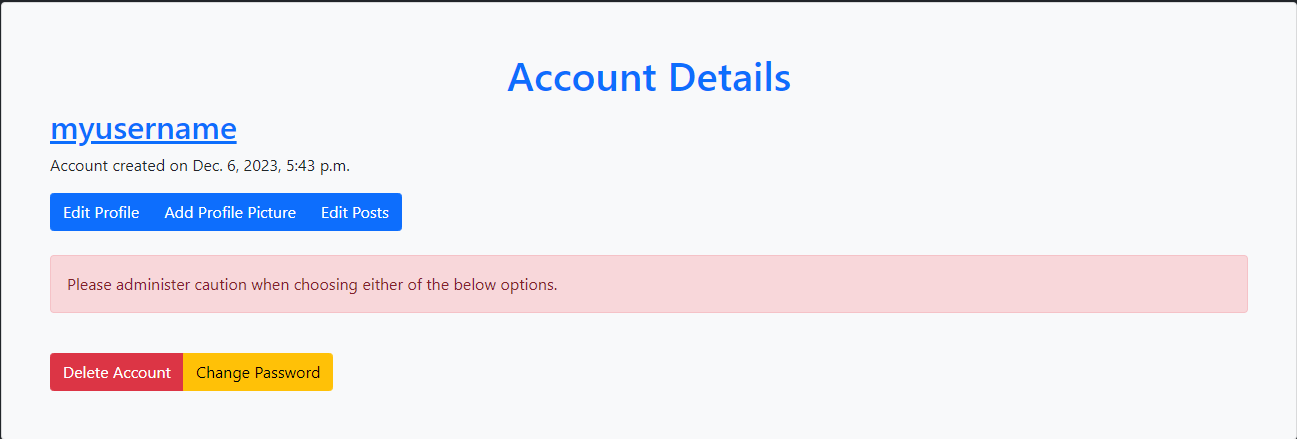 Account Details
myusername
Account created on Dec. 6, 2023, 5:43 p.m.
Edit Profile Add Profile Picture Edit Posts
Please administer caution when choosing either of the below options.
Delete Account Change Password